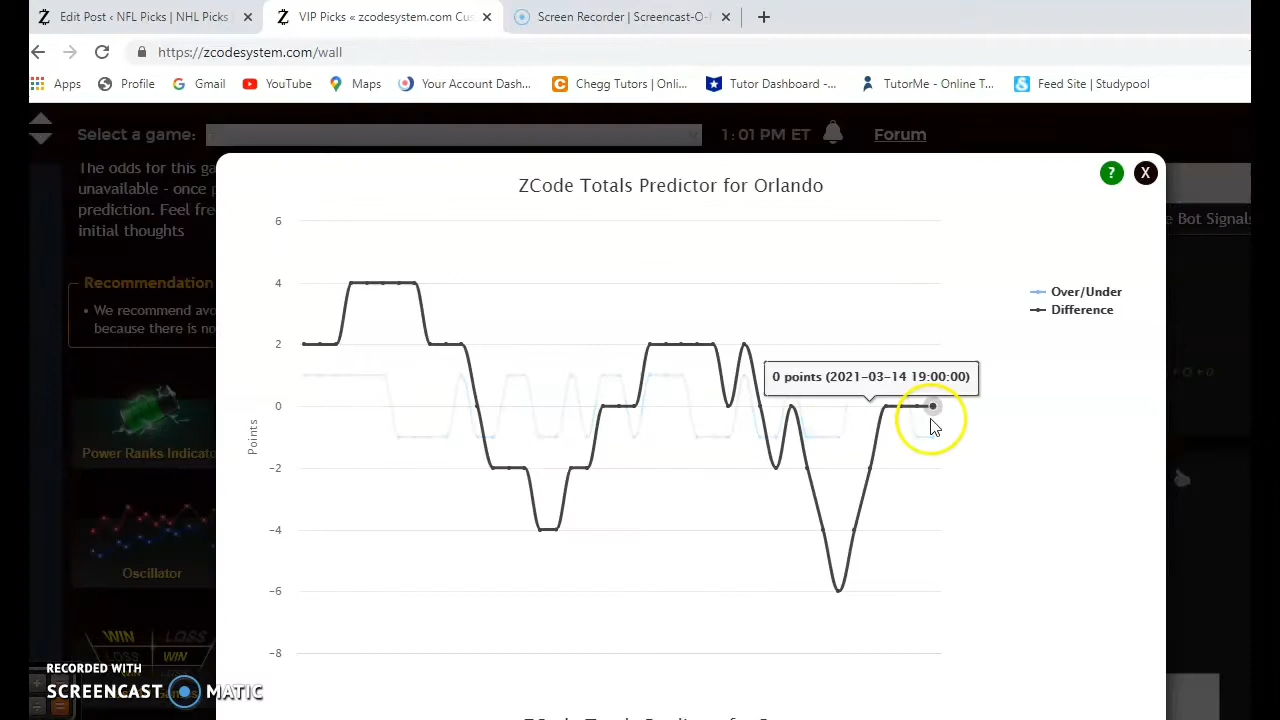 Edit Post ‹ NFL Picks | NHL Picks
VIP Picks « zcodesystem.com Cus
Screen Recorder | Screencast-O-
https://zcodesystem.com/wall
Apps
Profile
Gmail
YouTube
Maps
Your Account Dash...
Chegg Tutors | Onli...
Tutor Dashboard -...
TutorMe - Online T...
Feed Site | Studypool
Select a game:
1:01 PM ET
Forum
The odds for this ga
unavailable - once p
prediction. Feel fre
initial thoughts
e Bot Signals
Recommendation
• We recommend avo
because there is no
Power Ranks Indicato
Oscillator
WIN LOSS
LOSS WIN
WIN
ZCode Totals Predictor for Orlando
? X
6
4
2
0
-2
-4
-6
-8
Points
Over/Under
Difference
0 points (2021-03-14 19:00:00)
RECORDED WITH
SCREENCAST MATIC